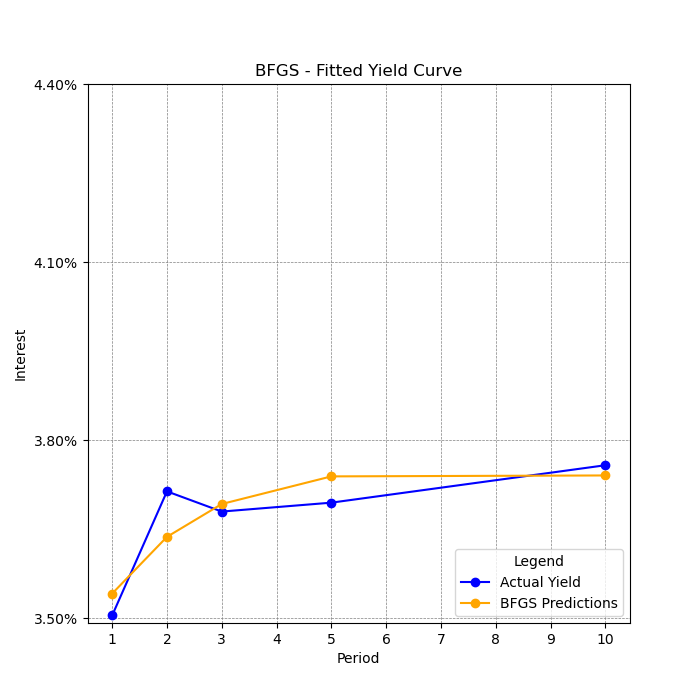 BFGS - Fitted Yield Curve
4.40%
4.10%
3.80%
3.50%
Interest
1 2 3 4 5 6 7 8 9 10
Period
Legend
Actual Yield
BFGS Predictions